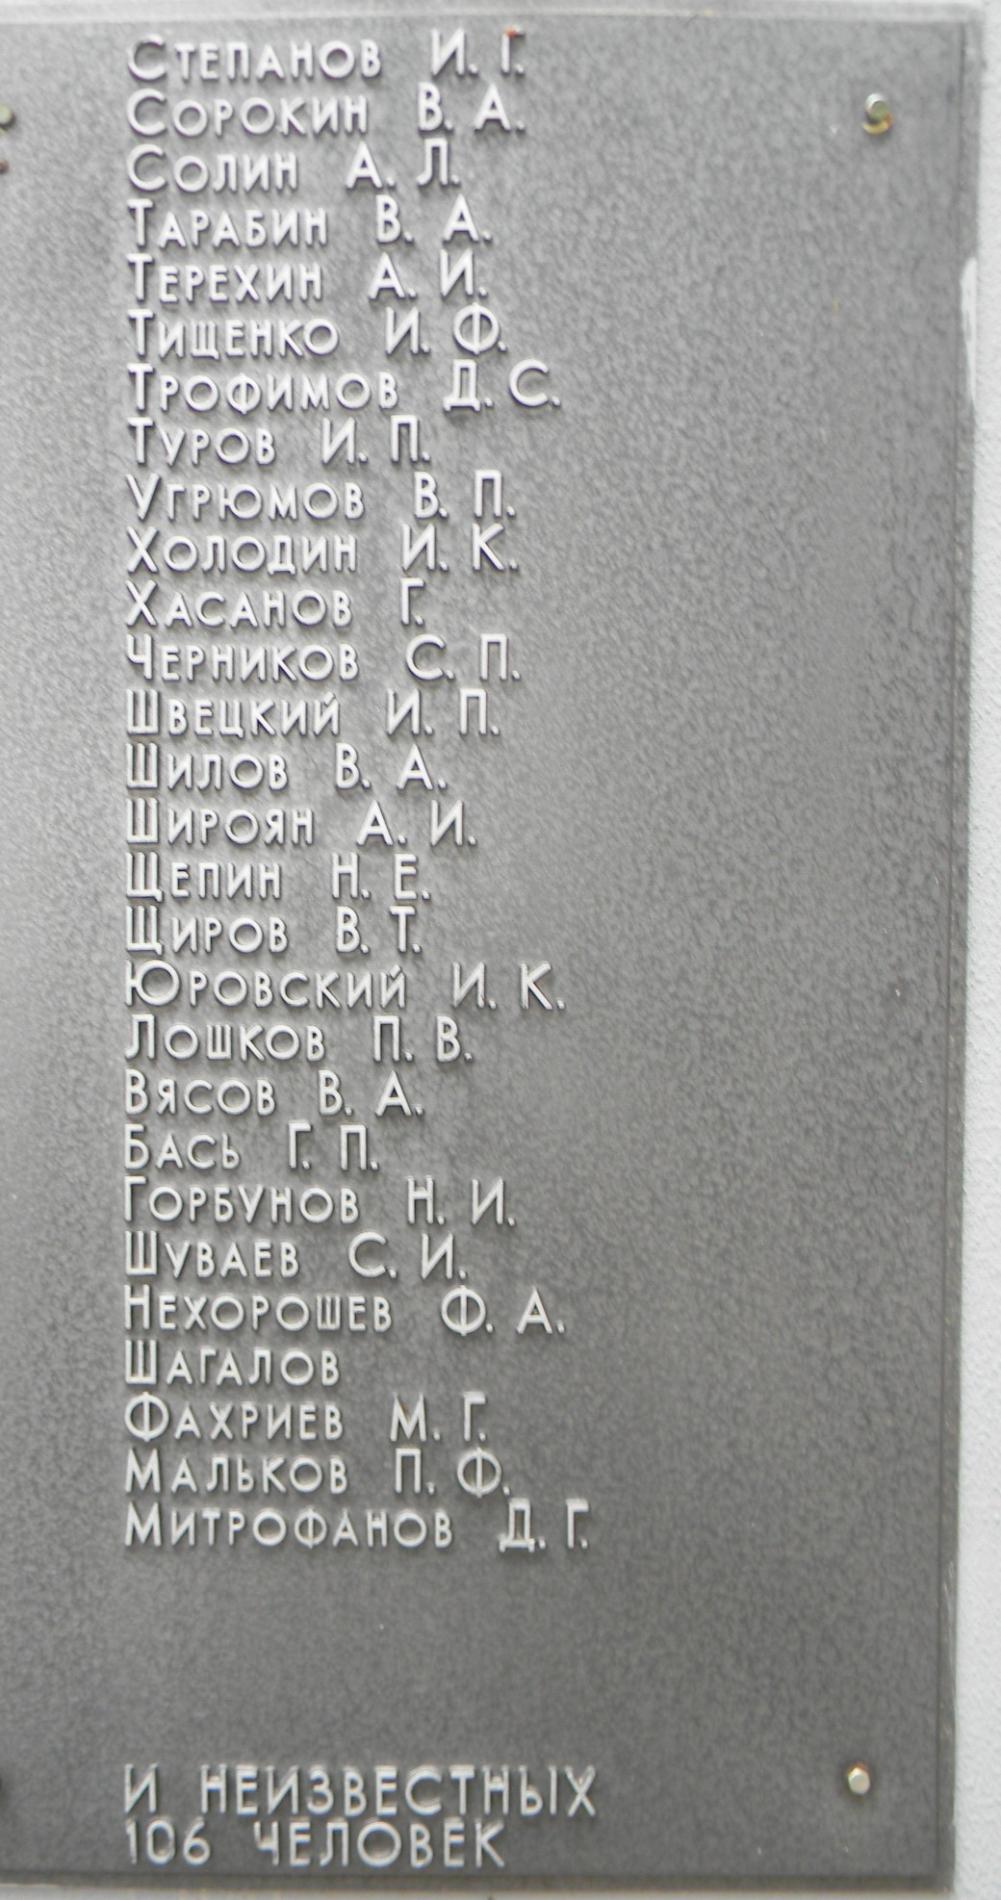 Степанов И. Г.
Сорокин В. А.
Солин А. Л.
Тарабин В. А.
Терехин А. И.
Тищенко И. Ф.
Трофимов Д. С.
Туров И. П.
Угрюмов В. П.
Холодин И. К.
Хасанов Г.
Черников С. П.
Швецкий И. П.
Шилов В. А.
Широян А. И.
Щепин Н. Е.
Щиров В. Т.
Юровский И. К.
Лошков П. В.
Вясов В. А.
Бась Г. П.
Горбунов Н. И.
Шуваев С. И.
Нехорошев Ф. А.
Шагалов
Фахриев М. Г.
Мальков П. Ф.
Митрофанов Д. Г.
И НЕИЗВЕСТНЫХ
106 ЧЕЛОВЕК